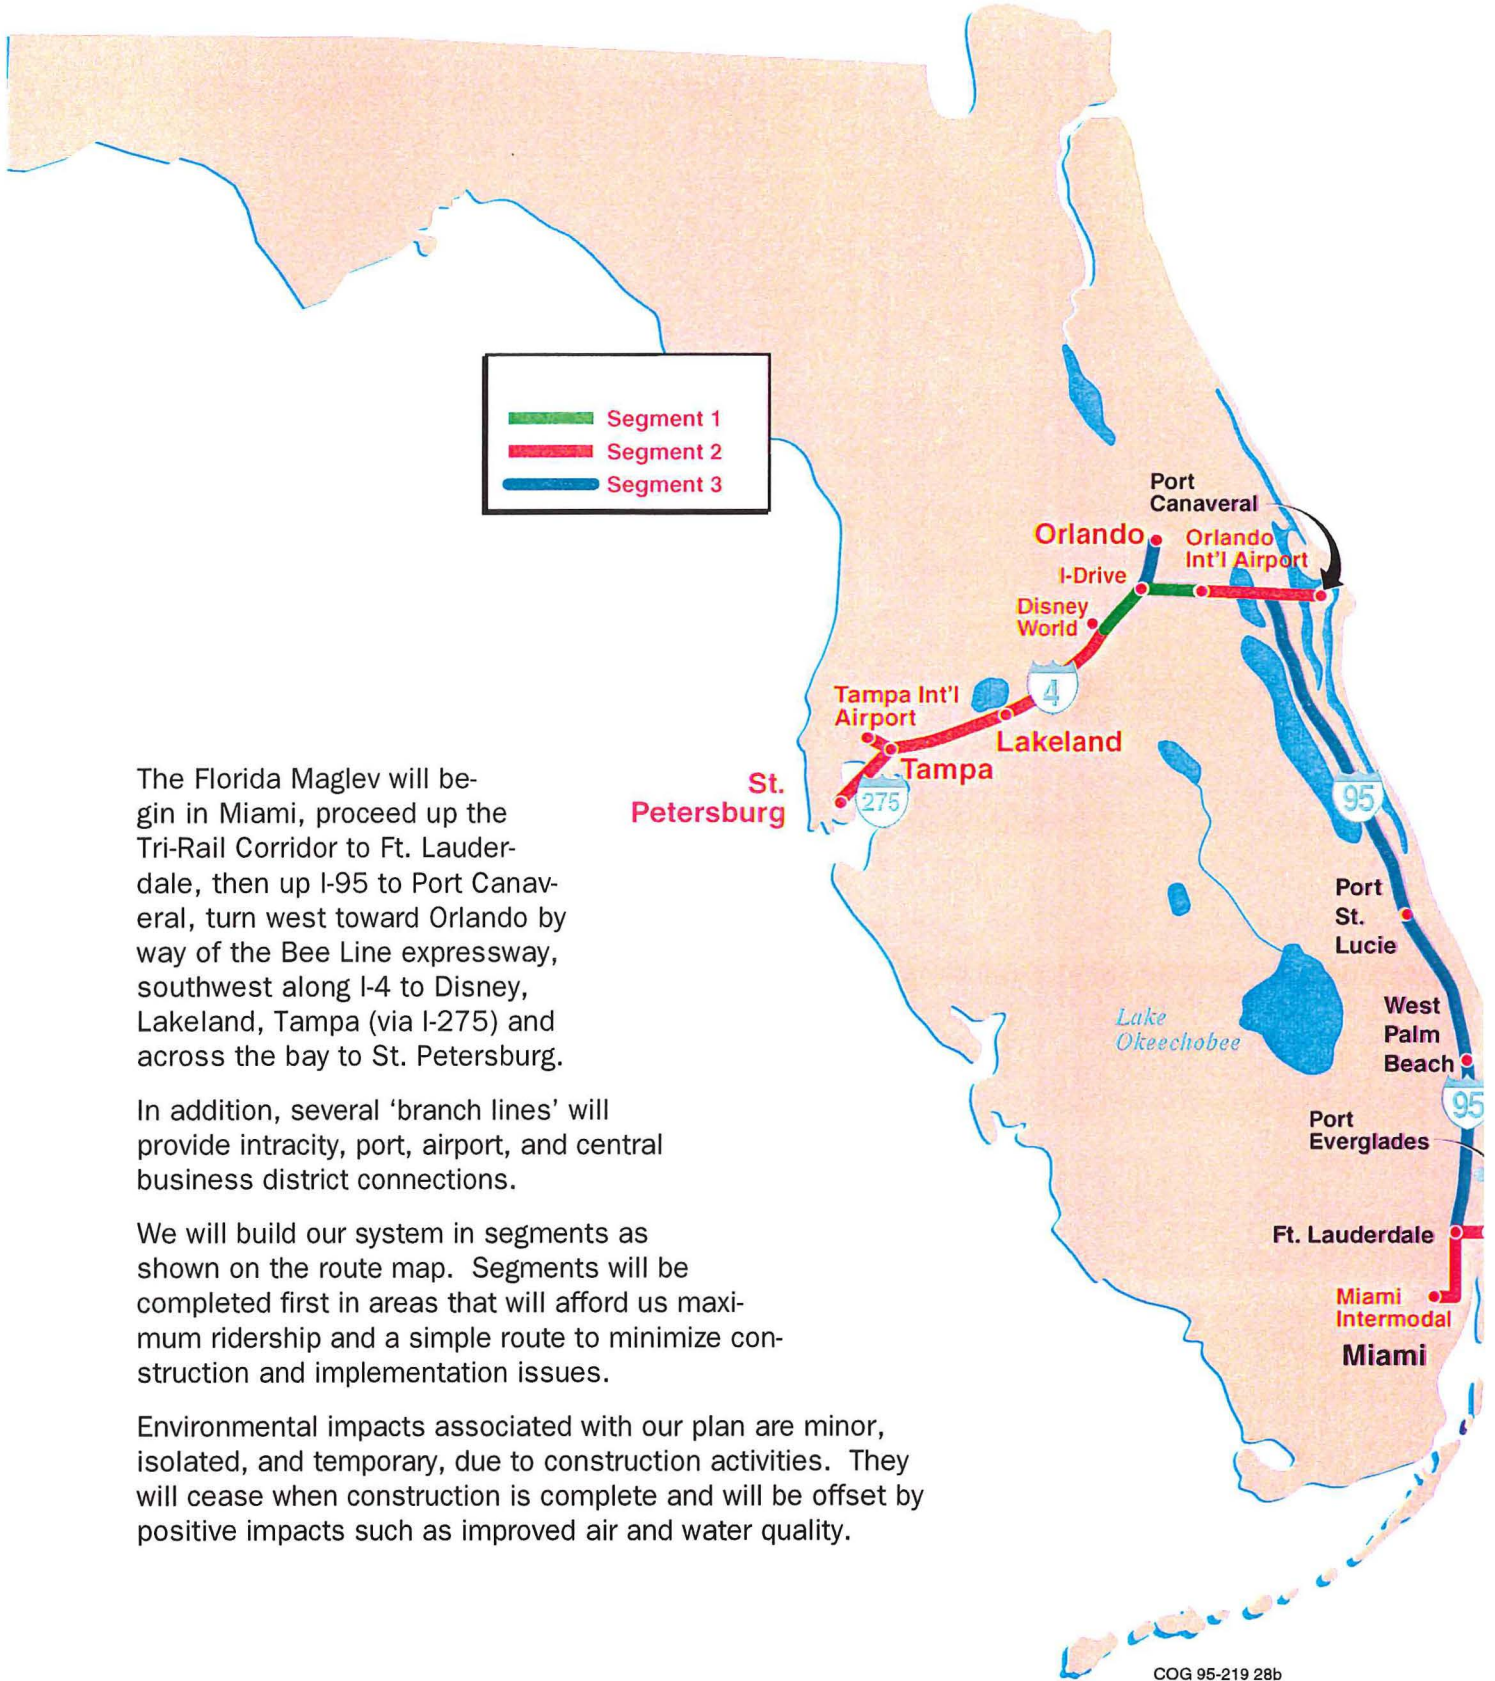 Segment 1
Segment 2
Segment 3
Port
Canaveral
Orlando
Orlando
Int'l Airport
I-Drive
Disney
World
4
Tampa Int'l
Airport
Lakeland
Tampa
St.
Petersburg
275
95
Port
St.
Lucie
West
Palm
Beach
95
Lake
Okeechobee
Port
Everglades
Ft. Lauderdale
Miami
Intermodal
Miami
The Florida Maglev will be-
gin in Miami, proceed up the
Tri-Rail Corridor to Ft. Lauder-
dale, then up I-95 to Port Canav-
eral, turn west toward Orlando by
way of the Bee Line expressway,
southwest along I-4 to Disney,
Lakeland, Tampa (via I-275) and
across the bay to St. Petersburg.
In addition, several ‘branch lines’ will
provide intracity, port, airport, and central
business district connections.
We will build our system in segments as
shown on the route map.  Segments will be
completed first in areas that will afford us maxi-
mum ridership and a simple route to minimize con-
struction and implementation issues.
Environmental impacts associated with our plan are minor,
isolated, and temporary, due to construction activities.  They
will cease when construction is complete and will be offset by
positive impacts such as improved air and water quality.
COG 95-219 28b